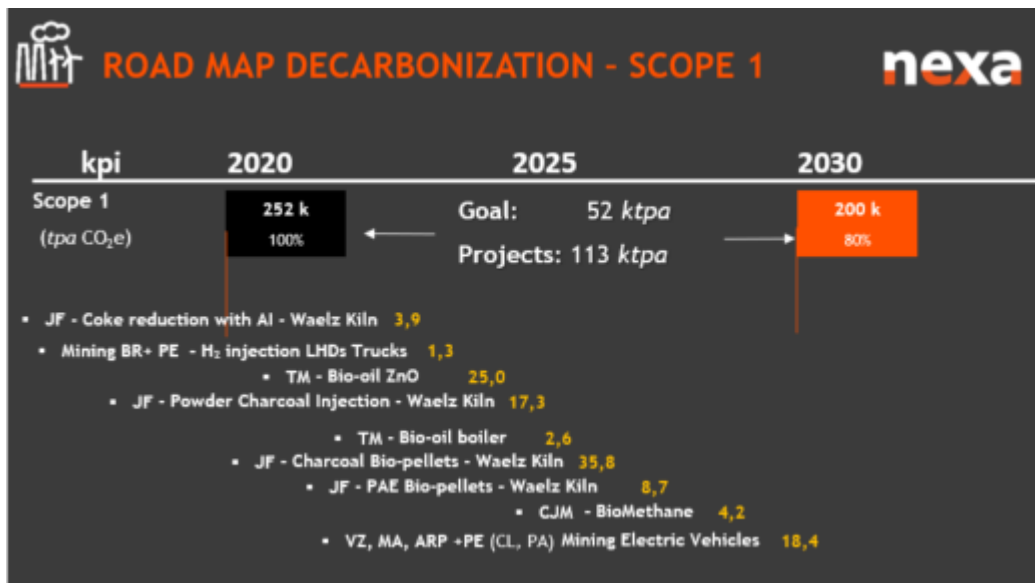 ROAD MAP DECARBONIZATION - SCOPE 1
nexa
kpi 2020 2025 2030
Scope 1
(tpa CO₂e)
252 k
100%
Goal: 52 ktpa
Projects: 113 ktpa
200 k
80%
▪ JF - Coke reduction with AI - Waelz Kiln 3,9
▪ Mining BR+ PE - H₂ injection LHDs Trucks 1,3
▪ TM - Bio-oil ZnO 25,0
▪ JF - Powder Charcoal Injection - Waelz Kiln 17,3
▪ TM - Bio-oil boiler 2,6
▪ JF - Charcoal Bio-pellets - Waelz Kiln 35,8
▪ JF - PAE Bio-pellets - Waelz Kiln 8,7
▪ CJM - BioMethane 4,2
▪ VZ, MA, ARP +PE (CL, PA) Mining Electric Vehicles 18,4